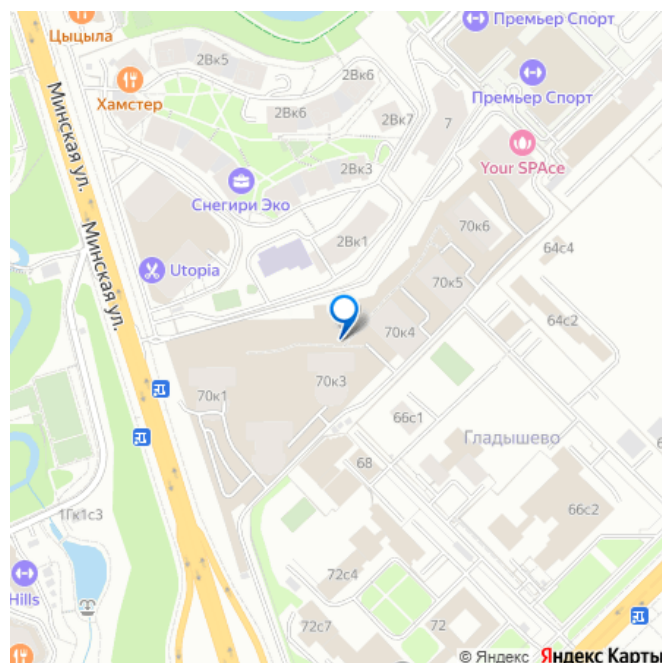 Цыцыла
Премьер Спорт
2Вк5
2Вк6
Хамстер
Премьер Спорт
2Вк6
2Вк7
7
Минская ул.
Your SPAce
2Вк3
Снегири Эко
70к6
Минская ул.
2Вк1
64с4
Utopia
70к5
64с2
70к4
70к3
70к1
66с1
Гладышево
68
66с2
1Гк1с3
72с4
Hills
72с7
72
© Яндекс Яндекс Карты